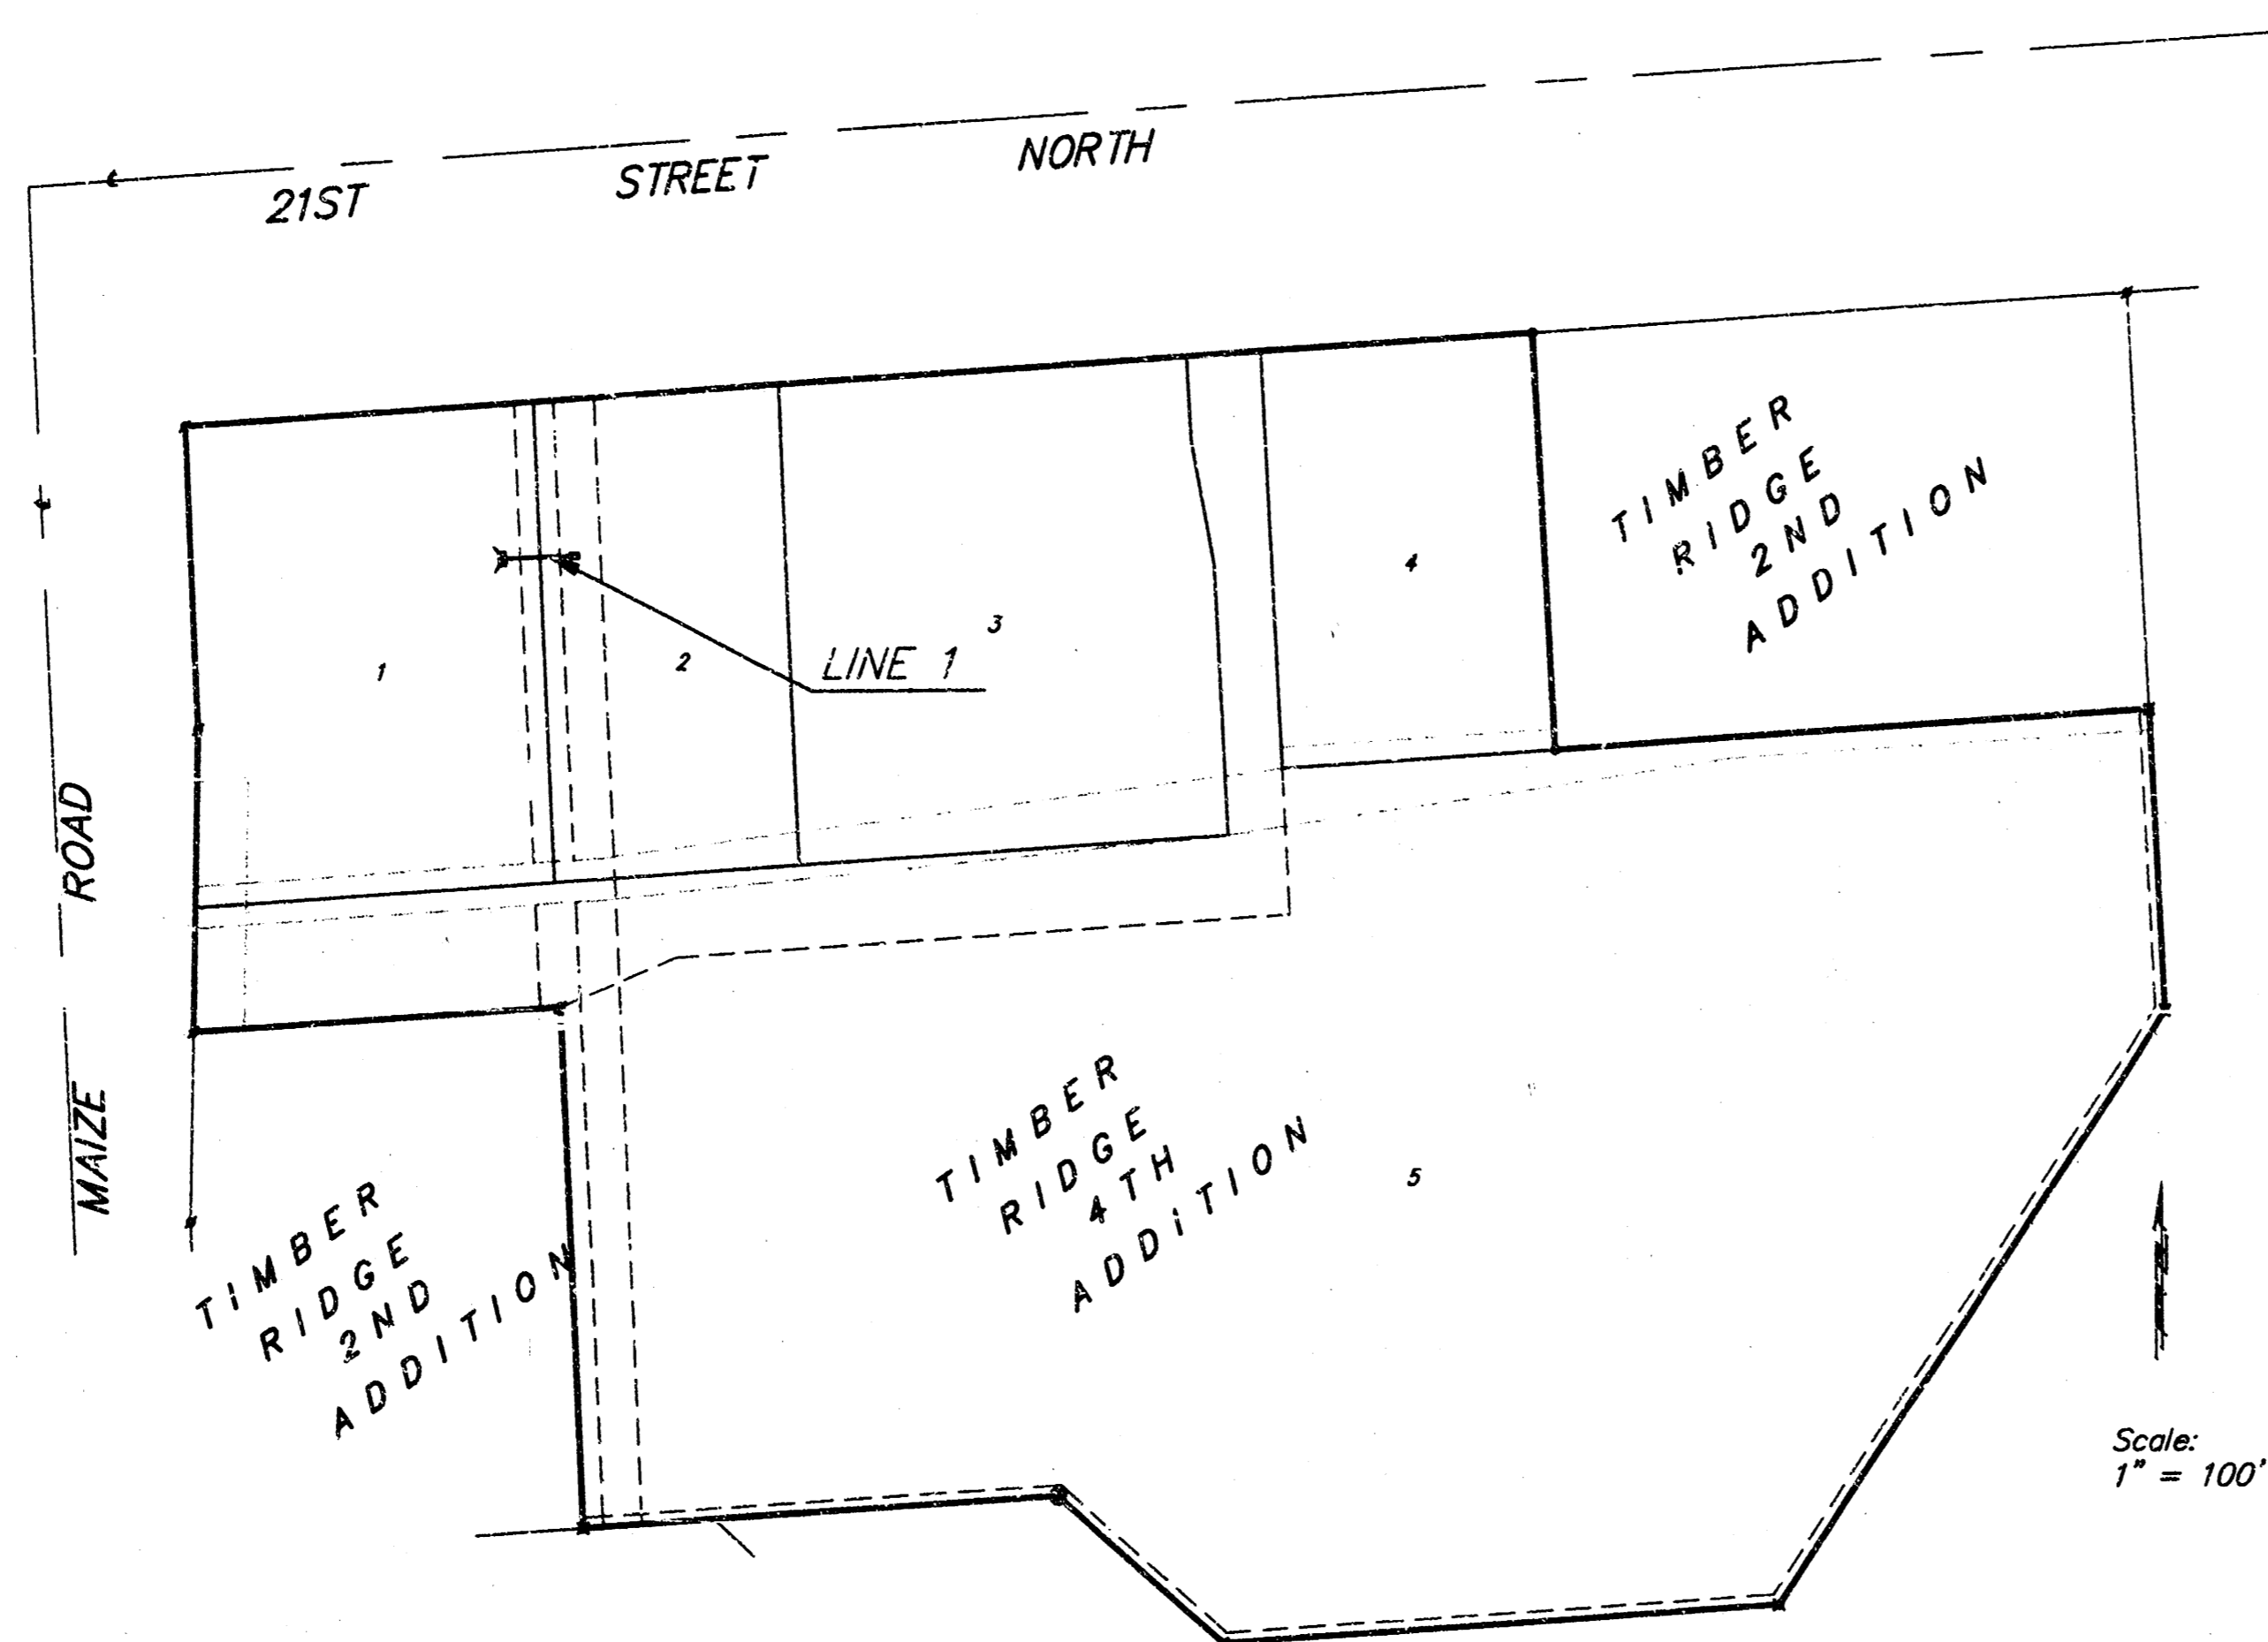 21ST STREET NORTH
TIMBER
RIDGE
2ND
ADDITION
4
3
LINE 1
1
2
MAIZE ROAD
TIMBER
RIDGE
4TH
ADDITION
5
TIMBER
RIDGE
2ND
ADDITION
Scale:
1" = 100'